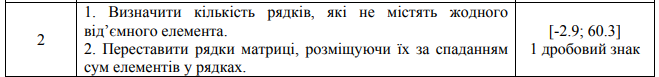 2
1. Визначити кількість рядків, які не містять жодного
від’ємного елемента.
2. Переставити рядки матриці, розміщуючи їх за спаданням
сум елементів у рядках.
[-2.9; 60.3]
1 дробовий знак